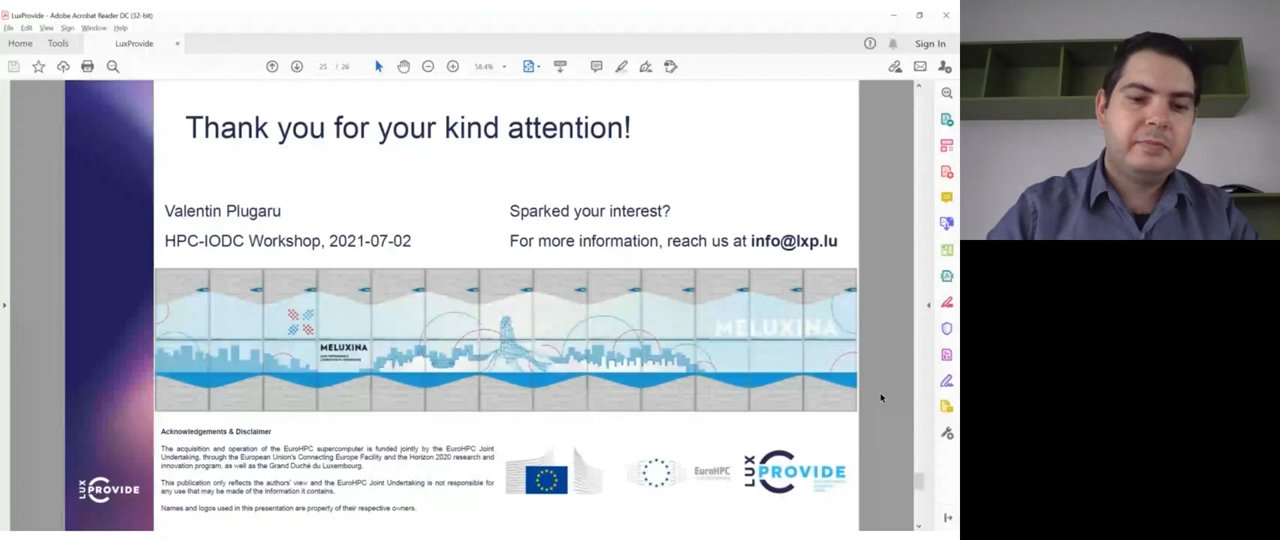 LuxProvide - Adobe Acrobat Reader DC (32-bit)
File Edit View Sign Window Help
Home Tools LuxProvide × Sign In
25 / 26 58.4%
Thank you for your kind attention!
Valentin Plugaru
HPC-IODC Workshop, 2021-07-02
Sparked your interest?
For more information, reach us at info@lxp.lu
MELUXINA
MELUXINA
Acknowledgements & Disclaimer
The acquisition and operation of the EuroHPC supercomputer is funded jointly by the EuroHPC Joint
Undertaking, through the European Union's Connecting Europe Facility and the Horizon 2020 research and
innovation program, as well as the Grand Duché du Luxembourg.
This publication only reflects the authors' view and the EuroHPC Joint Undertaking is not responsible for
any use that may be made of the information it contains.
Names and logos used in this presentation are property of their respective owners.
LUX PROVIDE
EuroHPC
LUX PROVIDE